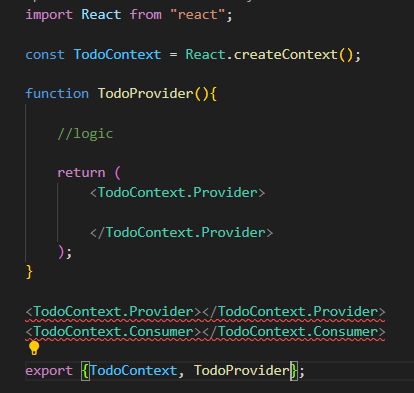 import React from "react";
const TodoContext = React.createContext();
function TodoProvider(){
//logic
return (
<TodoContext.Provider>
</TodoContext.Provider>
);
}
<TodoContext.Provider></TodoContext.Provider>
<TodoContext.Consumer></TodoContext.Consumer>
export {TodoContext, TodoProvider};